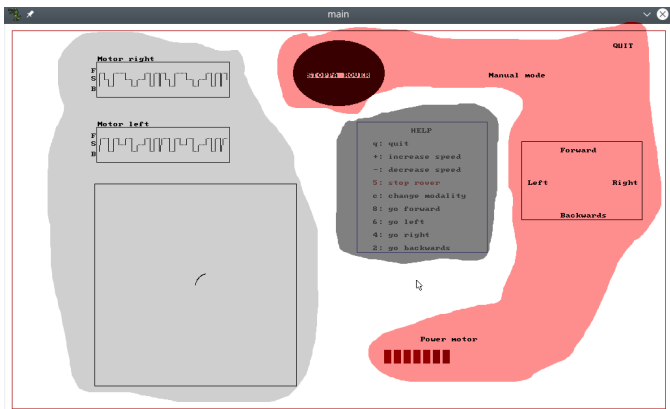 main
QUIT
Motor right
F
S
B
STOPPA ROVER
Manual mode
Motor left
F
S
B
HELP
q: quit
+: increase speed
-: decrease speed
5: stop rover
c: change modality
8: go forward
6: go left
4: go right
2: go backwards
Forward
Left Right
Backwards
Power motor